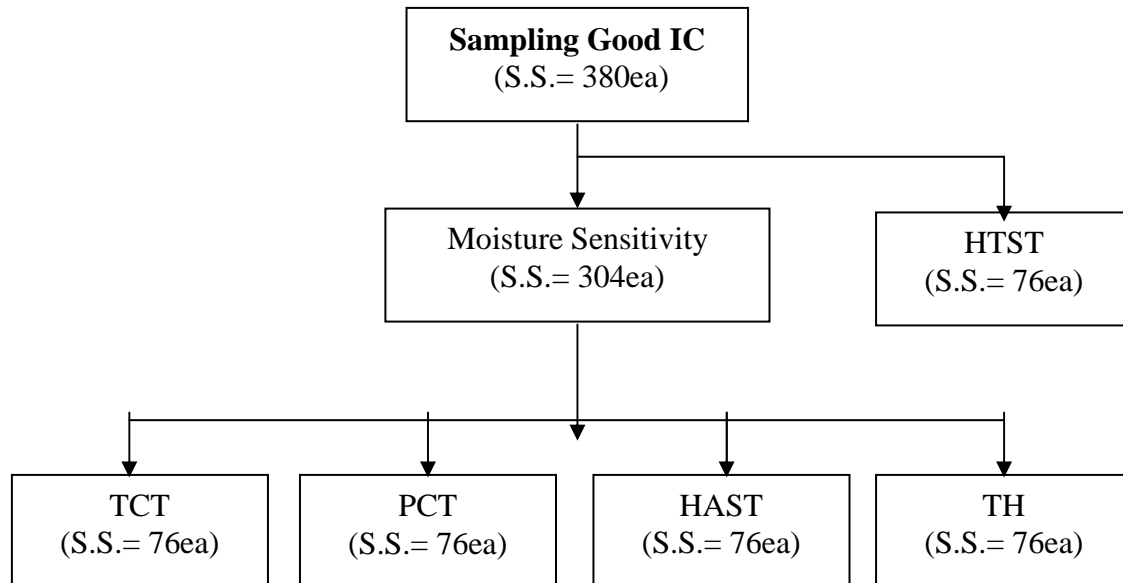 Sampling Good IC
(S.S.= 380ea)
Moisture Sensitivity
(S.S.= 304ea)
HTST
(S.S.= 76ea)
TCT
(S.S.= 76ea)
PCT
(S.S.= 76ea)
HAST
(S.S.= 76ea)
TH
(S.S.= 76ea)